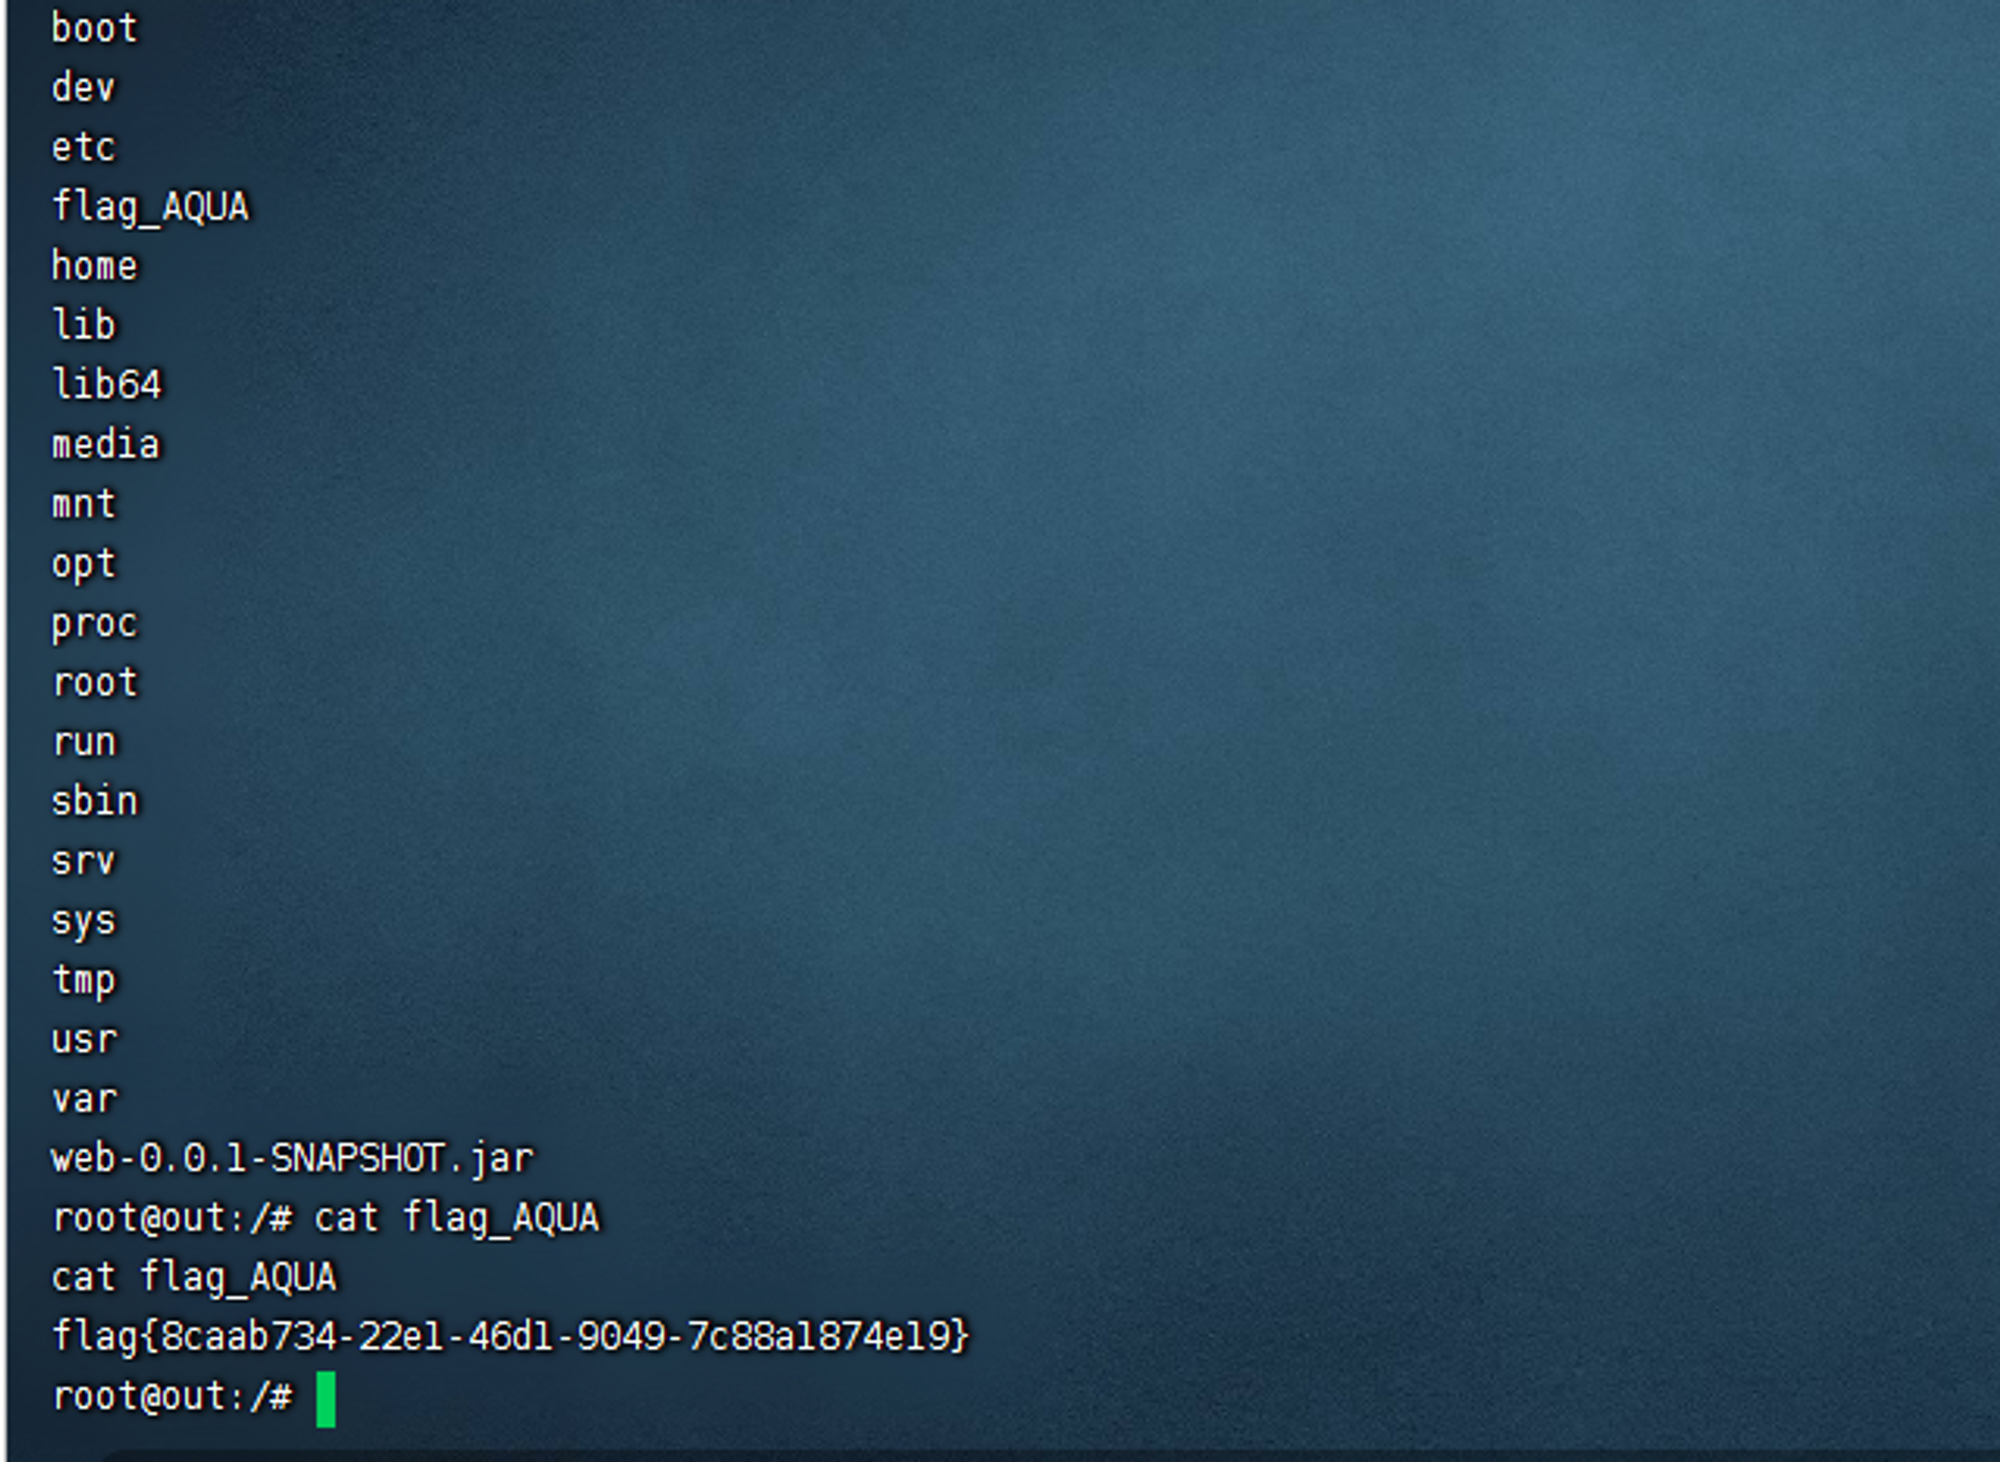 boot
dev
etc
flag_AQUA
home
lib
lib64
media
mnt
opt
proc
root
run
sbin
srv
sys
tmp
usr
var
web-0.0.1-SNAPSHOT.jar
root@out:/# cat flag_AQUA
cat flag_AQUA
flag{8caab734-22e1-46d1-9049-7c88a1874e19}
root@out:/#